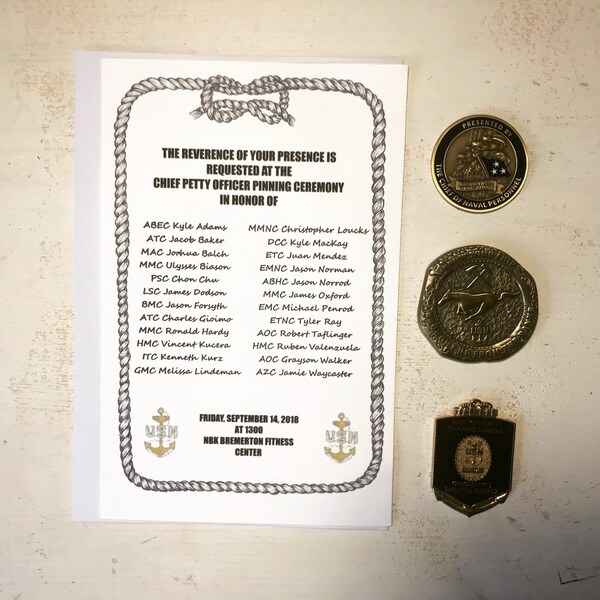 THE REVERENCE OF YOUR PRESENCE IS
REQUESTED AT THE
CHIEF PETTY OFFICER PINNING CEREMONY
IN HONOR OF
ABEC Kyle Adams
ATC Jacob Baker
MAC Joshua Balch
MMC Ulysses Biason
PSC Chon Chu
LSC James Dodson
BMC Jason Forsyth
ATC Charles Gioimo
MMC Ronald Hardy
HMC Vincent Kucera
ITC Kenneth Kurz
GMC Melissa Lindeman
MMNC Christopher Loucks
DCC Kyle MacKay
ETC Juan Mendez
EMNC Jason Norman
ABHC Jason Norrod
MMC James Oxford
EMC Michael Penrod
ETNC Tyler Ray
AOC Robert Taflinger
HMC Ruben Valenzuela
AOC Grayson Walker
AZC Jamie Waycaster
USN
FRIDAY, SEPTEMBER 14, 2018
AT 1300
NBK BREMERTON FITNESS
CENTER
USN
PRESENTED BY
THE CHIEF OF NAVAL PERSONNEL
USN